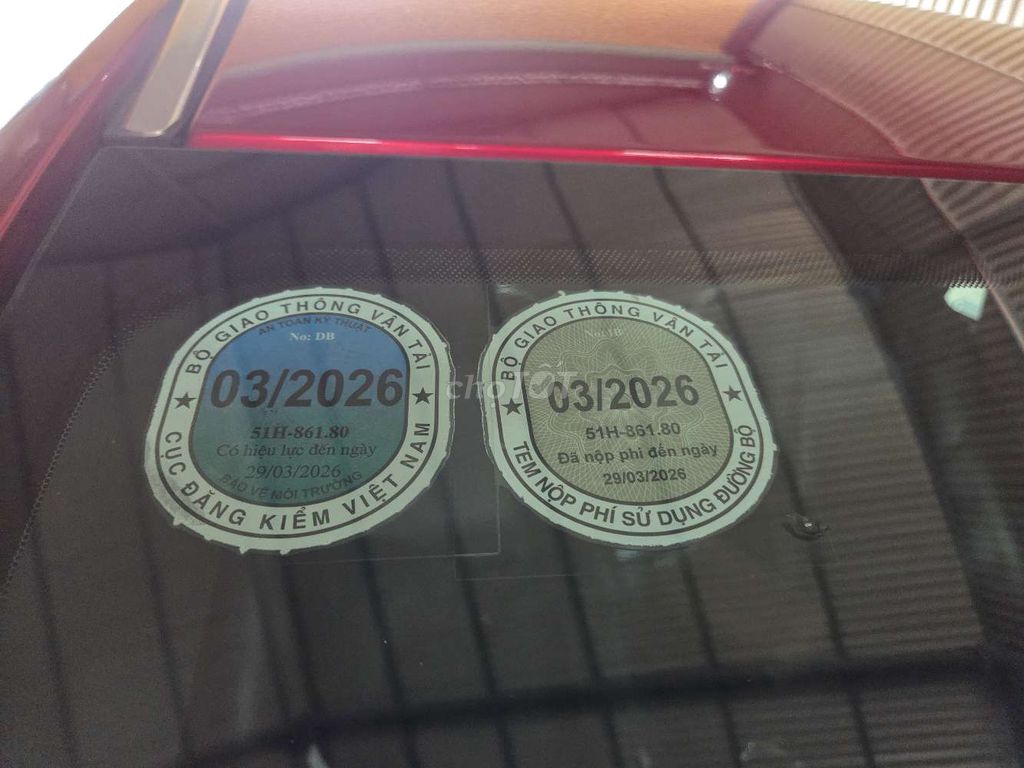 BỘ GIAO THÔNG VẬN TẢI
AN TOÀN KỸ THUẬT
No: DB
03/2026
51H-861.80
Có hiệu lực đến ngày
29/03/2026
BẢO VỆ MÔI TRƯỜNG
CỤC ĐĂNG KIỂM VIỆT NAM
BỘ GIAO THÔNG VẬN TẢI
03/2026
51H-861.80
Đã nộp phí đến ngày
29/03/2026
TEM NỘP PHÍ SỬ DỤNG ĐƯỜNG BỘ
chợTỐT